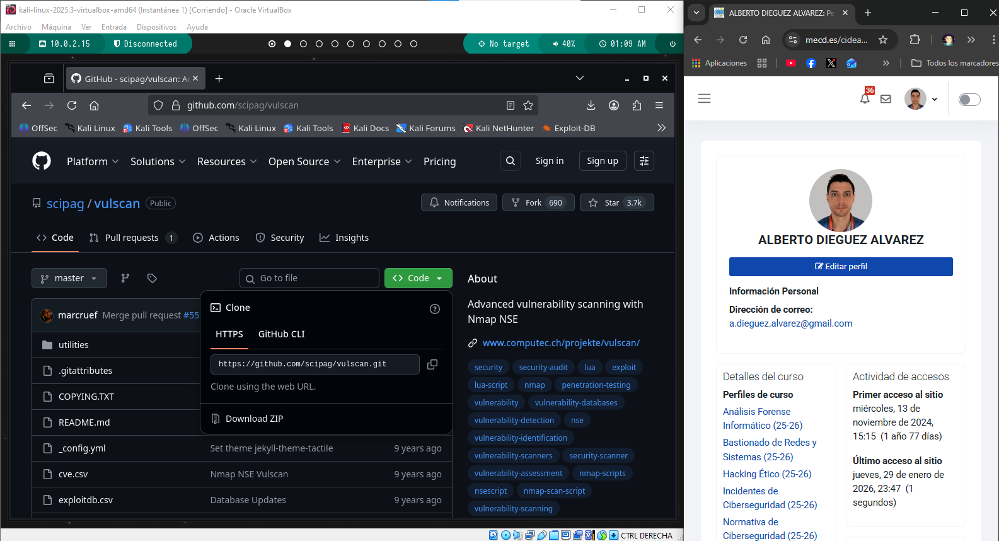 kali-linux-2025.3-virtualbox-amd64 (Instantánea 1) [Corriendo] - Oracle VirtualBox
Archivo Máquina Ver Entrada Dispositivos Ayuda
10.0.2.15 Disconnected No target 40% 01:09 AM
GitHub - scipag/vulscan: Ac
github.com/scipag/vulscan
OffSec Kali Linux Kali Tools OffSec Kali Linux Kali Tools Kali Docs Kali Forums Kali NetHunter Exploit-DB
Platform Solutions Resources Open Source Enterprise Pricing Sign in Sign up
scipag / vulscan Public Notifications Fork 690 Star 3.7k
Code Pull requests 1 Actions Security Insights
master Go to file Code
marcruef Merge pull request #55
utilities
.gitattributes
COPYING.TXT
README.md
_config.yml Set theme jekyll-theme-tactile 9 years ago
cve.csv Nmap NSE Vulscan 9 years ago
exploitdb.csv Database Updates 9 years ago
Clone
HTTPS GitHub CLI
https://github.com/scipag/vulscan.git
Clone using the web URL.
Download ZIP
About
Advanced vulnerability scanning with
Nmap NSE
www.computec.ch/projekte/vulscan/
security security-audit lua exploit
lua-script nmap penetration-testing
vulnerability vulnerability-databases
vulnerability-detection nse
vulnerability-identification
vulnerability-scanners security-scanner
vulnerability-assessment nmap-scripts
nsescript nmap-scan-script
vulnerability-scanning
CTRL DERECHA
ALBERTO DIEGUEZ ALVAREZ: Pe
mecd.es/cidea...
Aplicaciones Todos los marcadores
36
ALBERTO DIEGUEZ ALVAREZ
Editar perfil
Información Personal
Dirección de correo:
a.dieguez.alvarez@gmail.com
Detalles del curso
Perfiles de curso
Análisis Forense
Informático (25-26)
Bastionado de Redes y
Sistemas (25-26)
Hacking Ético (25-26)
Incidentes de
Ciberseguridad (25-26)
Normativa de
Ciberseguridad (25-26)
Actividad de accesos
Primer acceso al sitio
miércoles, 13 de
noviembre de 2024,
15:15 (1 año 77 días)
Último acceso al sitio
jueves, 29 de enero de
2026, 23:47 (1
segundos)